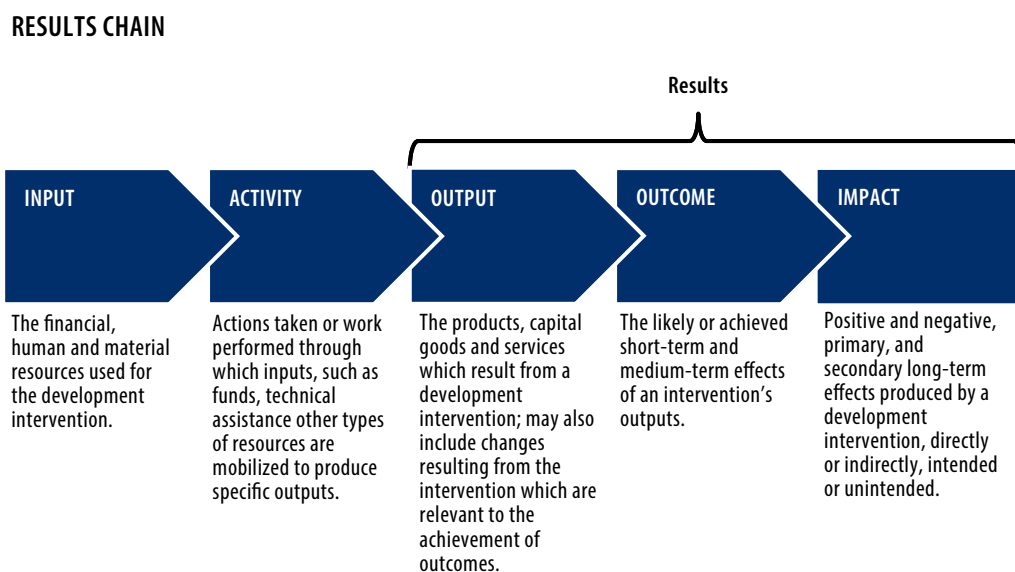 RESULTS CHAIN
Results
INPUT
ACTIVITY
OUTPUT
OUTCOME
IMPACT
The financial,
human and material
resources used for
the development
intervention.
Actions taken or work
performed through
which inputs, such as
funds, technical
assistance other types
of resources are
mobilized to produce
specific outputs.
The products, capital
goods and services
which result from a
development
intervention; may also
include changes
resulting from the
intervention which are
relevant to the
achievement of
outcomes.
The likely or achieved
short-term and
medium-term effects
of an intervention’s
outputs.
Positive and negative,
primary, and
secondary long-term
effects produced by a
development
intervention, directly
or indirectly, intended
or unintended.